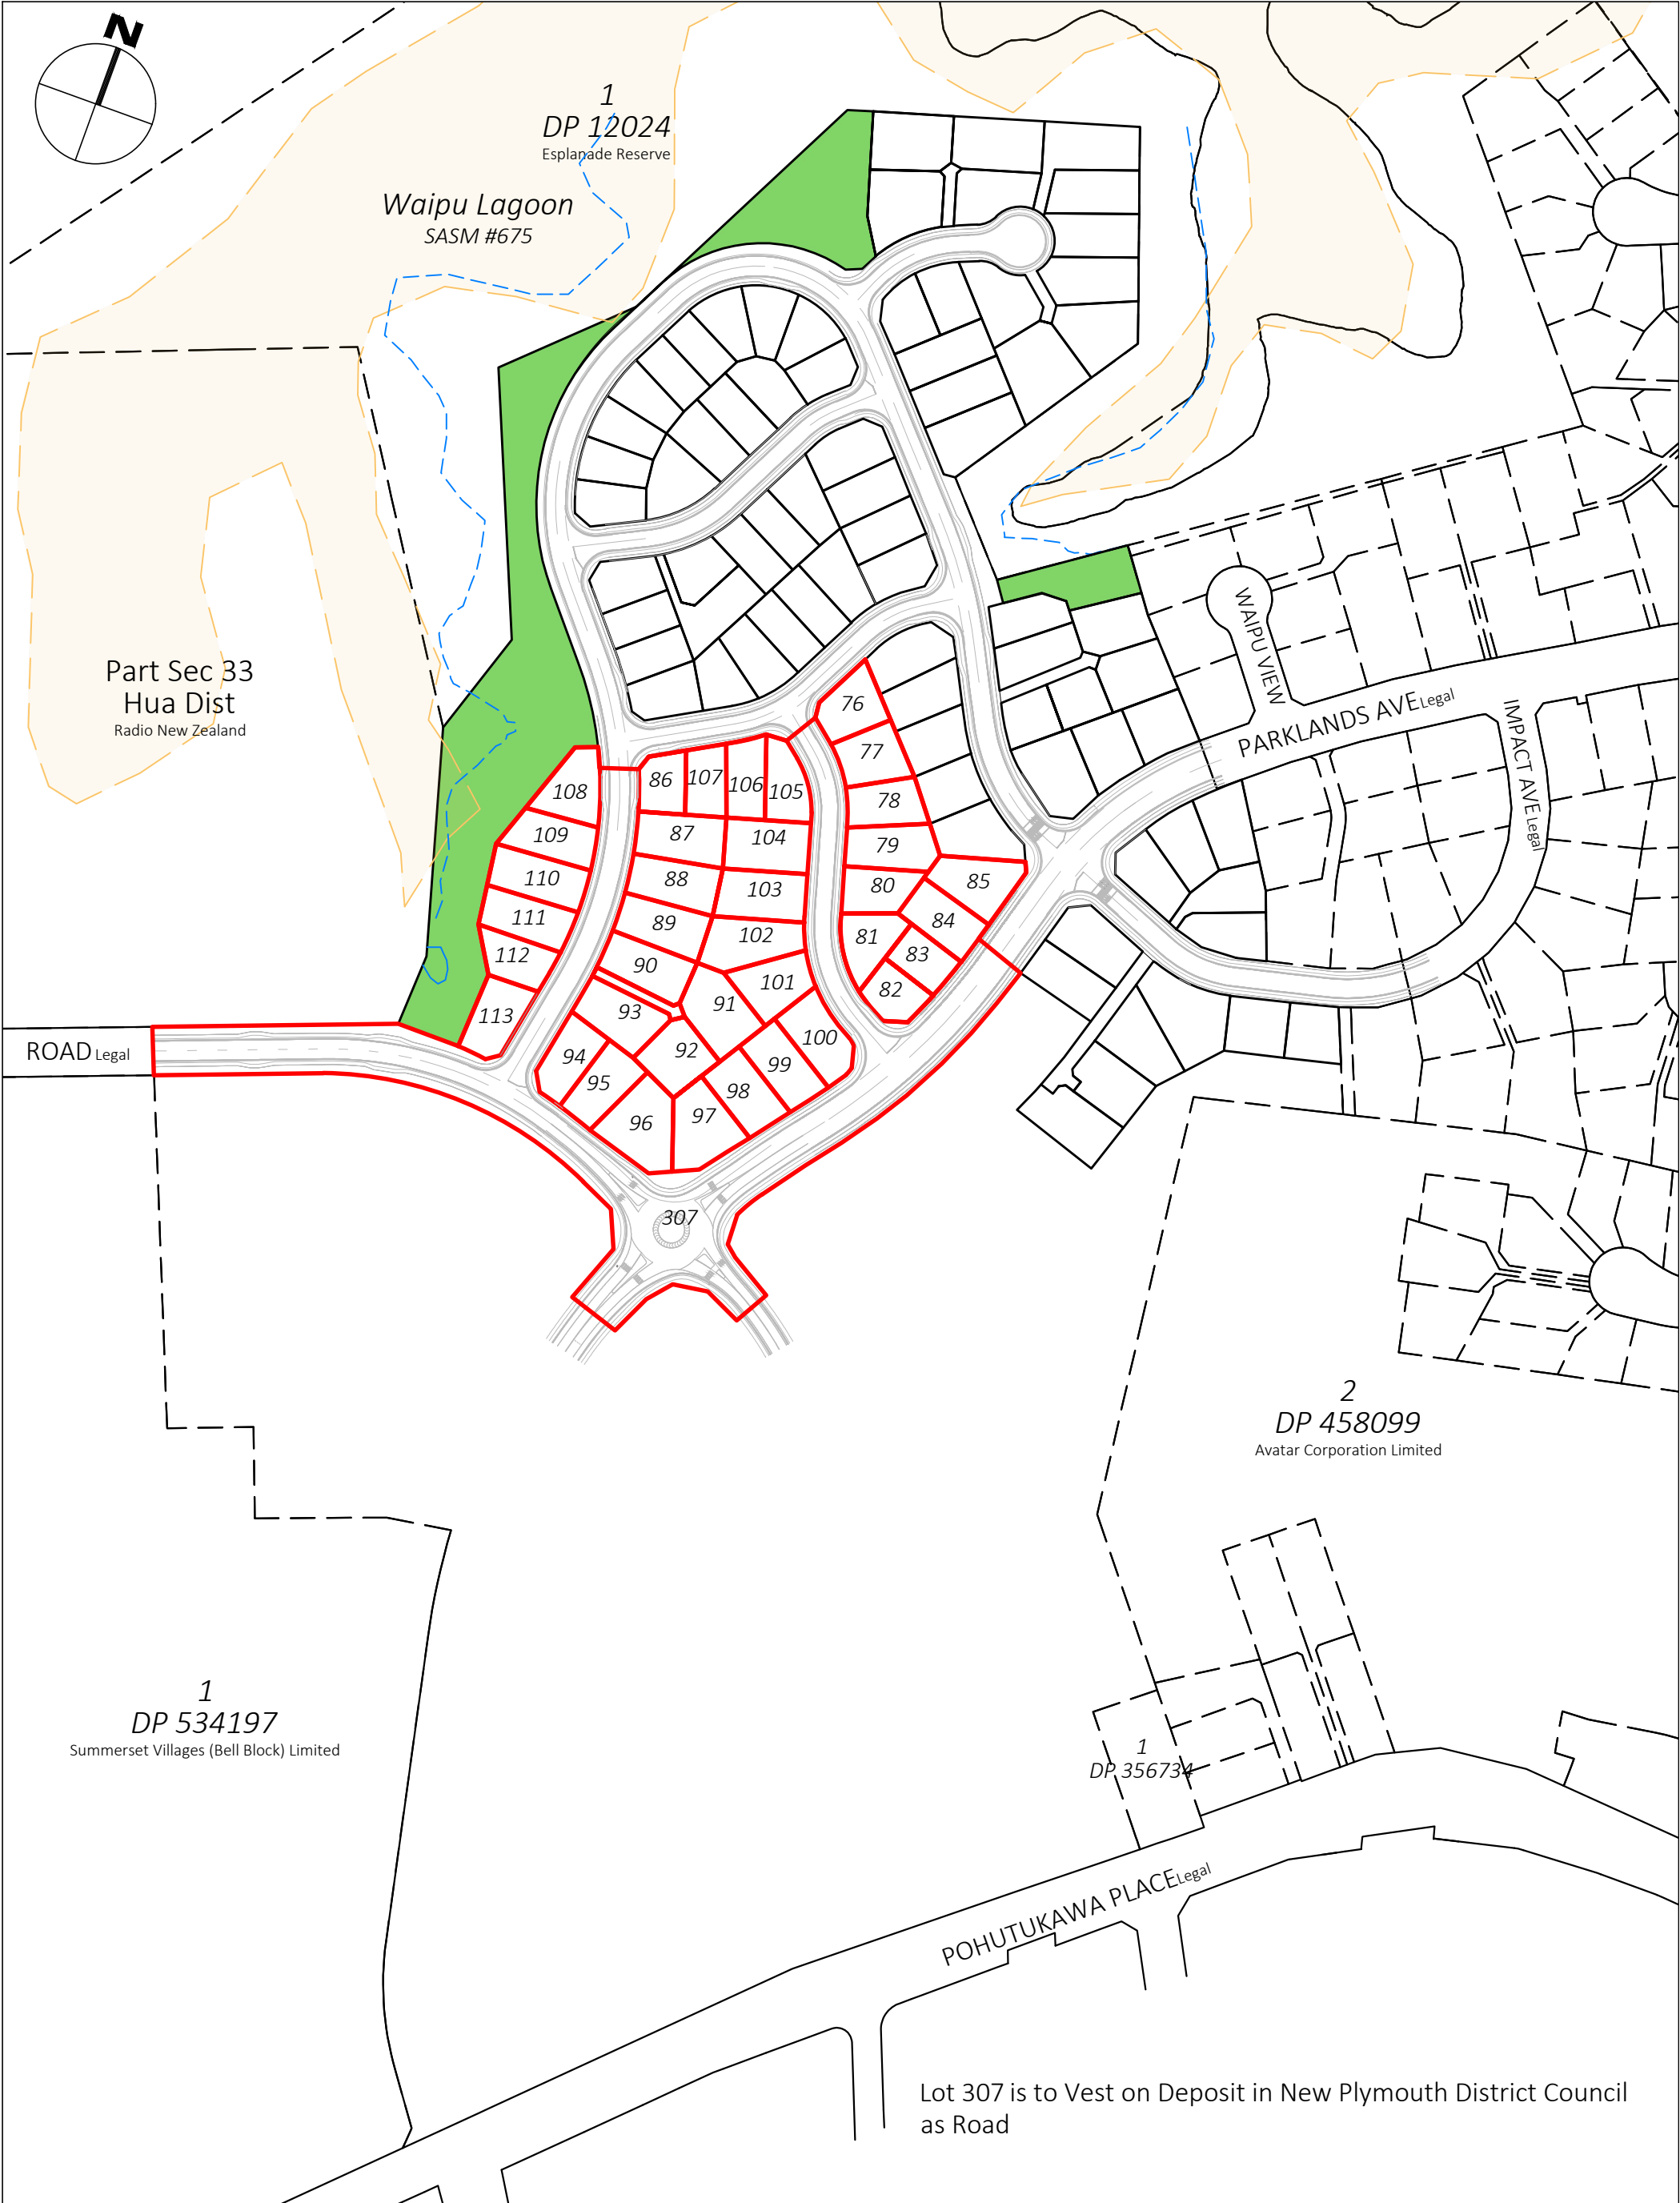 N
1
DP 12024
Esplanade Reserve
Waipu Lagoon
SASM #675
Part Sec 33
Hua Dist
Radio New Zealand
WAIPU VIEW
PARKLANDS AVE Legal
IMPACT AVE Legal
76
77
86
107
106
105
108
78
109
87
104
79
110
88
103
80
85
111
89
102
81
84
112
90
101
83
82
113
93
91
100
ROAD Legal
94
92
99
95
98
96
97
307
2
DP 458099
Avatar Corporation Limited
1
DP 534197
Summerset Villages (Bell Block) Limited
1
DP 356734
POHUTUKAWA PLACE Legal
Lot 307 is to Vest on Deposit in New Plymouth District Council
as Road